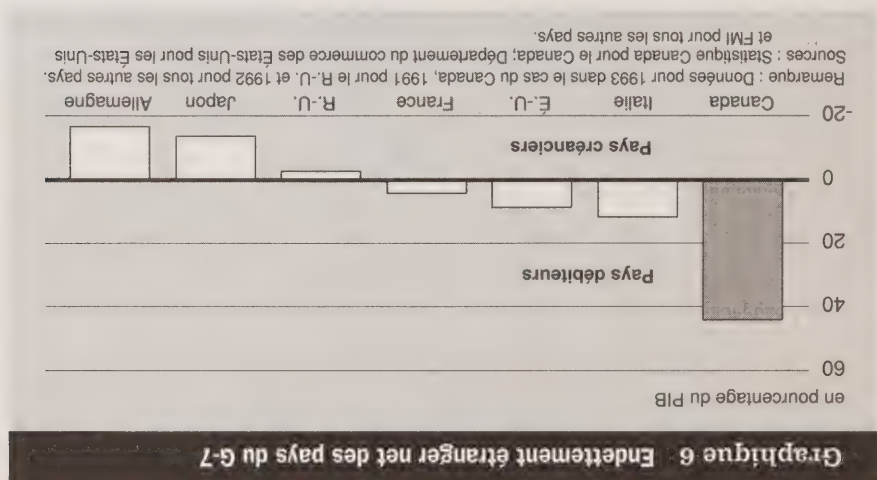 Graphique 6 Endettement étranger net des pays du G-7
en pourcentage du PIB
60
40
Pays débiteurs
20
0
Pays créanciers
-20
Canada Italie É.-U. France R.-U. Japon Allemagne
Remarque : Données pour 1993 dans le cas du Canada, 1991 pour le R.-U. et 1992 pour tous les autres pays.
Sources : Statistique Canada pour le Canada; Département du commerce des États-Unis pour les États-Unis
et FMI pour tous les autres pays.